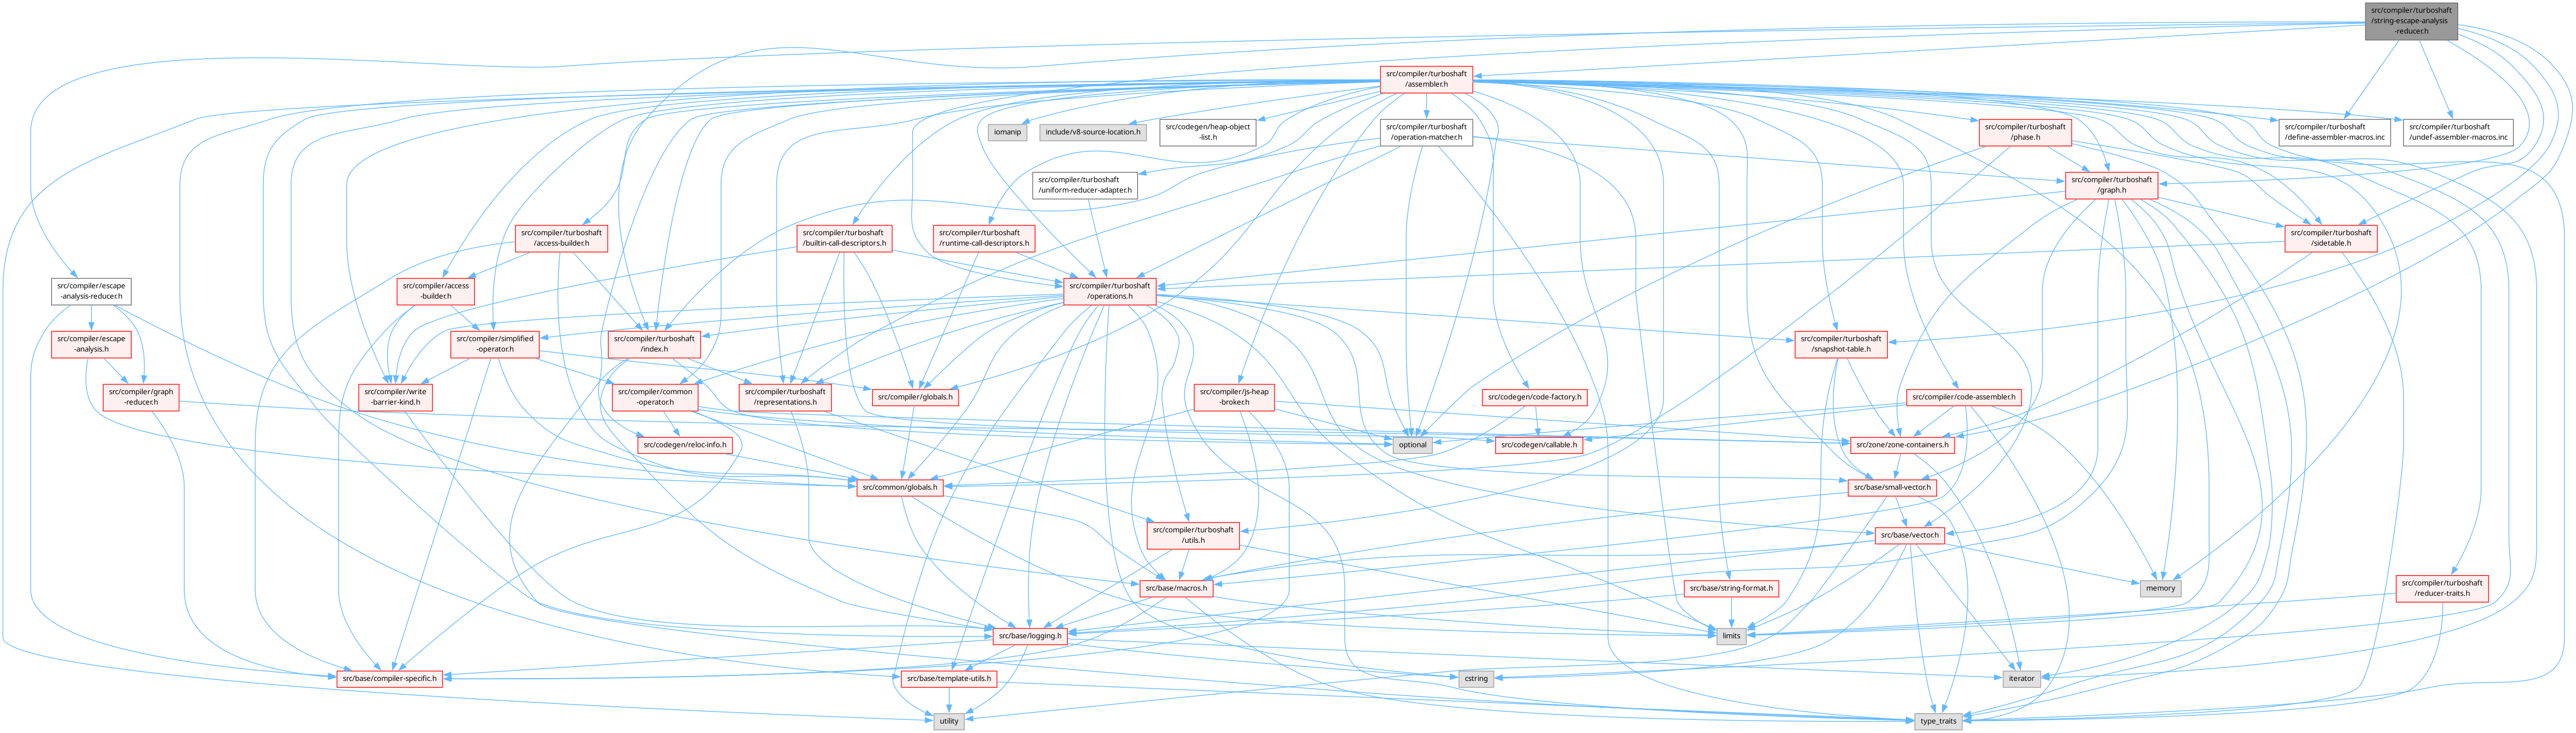 src/compiler/turboshaft
/string-escape-analysis
-reducer.h
src/compiler/turboshaft
/assembler.h
iomanip
include/v8-source-location.h
src/codegen/heap-object
-list.h
src/compiler/turboshaft
/operation-matcher.h
src/compiler/turboshaft
/phase.h
src/compiler/turboshaft
/define-assembler-macros.inc
src/compiler/turboshaft
/undef-assembler-macros.inc
src/compiler/turboshaft
/uniform-reducer-adapter.h
src/compiler/turboshaft
/graph.h
src/compiler/turboshaft
/access-builder.h
src/compiler/turboshaft
/builtin-call-descriptors.h
src/compiler/turboshaft
/runtime-call-descriptors.h
src/compiler/turboshaft
/sidetable.h
src/compiler/escape
-analysis-reducer.h
src/compiler/access
-builder.h
src/compiler/turboshaft
/operations.h
src/compiler/escape
-analysis.h
src/compiler/simplified
-operator.h
src/compiler/turboshaft
/index.h
src/compiler/turboshaft
/snapshot-table.h
src/compiler/graph
-reducer.h
src/compiler/write
-barrier-kind.h
src/compiler/common
-operator.h
src/compiler/turboshaft
/representations.h
src/compiler/globals.h
src/compiler/js-heap
-broker.h
src/codegen/code-factory.h
src/compiler/code-assembler.h
src/codegen/reloc-info.h
optional
src/codegen/callable.h
src/zone/zone-containers.h
src/common/globals.h
src/base/small-vector.h
src/compiler/turboshaft
/utils.h
src/base/vector.h
src/base/macros.h
src/base/string-format.h
memory
src/compiler/turboshaft
/reducer-traits.h
src/base/logging.h
limits
src/base/compiler-specific.h
src/base/template-utils.h
cstring
iterator
utility
type_traits